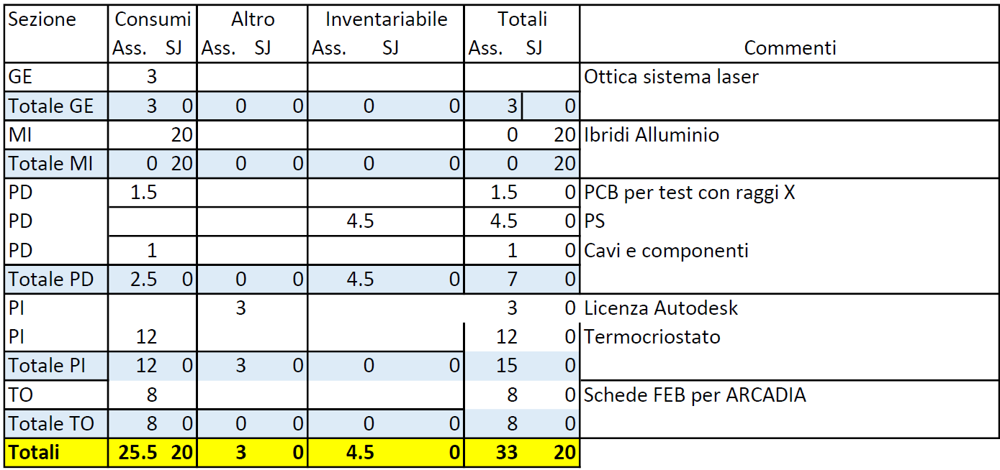 Sezione Consumi Altro Inventariabile Totali
Ass. SJ Ass. SJ Ass. SJ Ass. SJ Commenti
GE 3 Ottica sistema laser
Totale GE 3 0 0 0 0 0 3 0
MI 20 0 20 Ibridi Alluminio
Totale MI 0 20 0 0 0 0 0 20
PD 1.5 1.5 0 PCB per test con raggi X
PD 4.5 4.5 0 PS
PD 1 1 0 Cavi e componenti
Totale PD 2.5 0 0 0 4.5 0 7 0
PI 3 3 0 Licenza Autodesk
PI 12 12 0 Termocriostato
Totale PI 12 0 3 0 0 0 15 0
TO 8 8 0 Schede FEB per ARCADIA
Totale TO 8 0 0 0 0 0 8 0
Totali 25.5 20 3 0 4.5 0 33 20